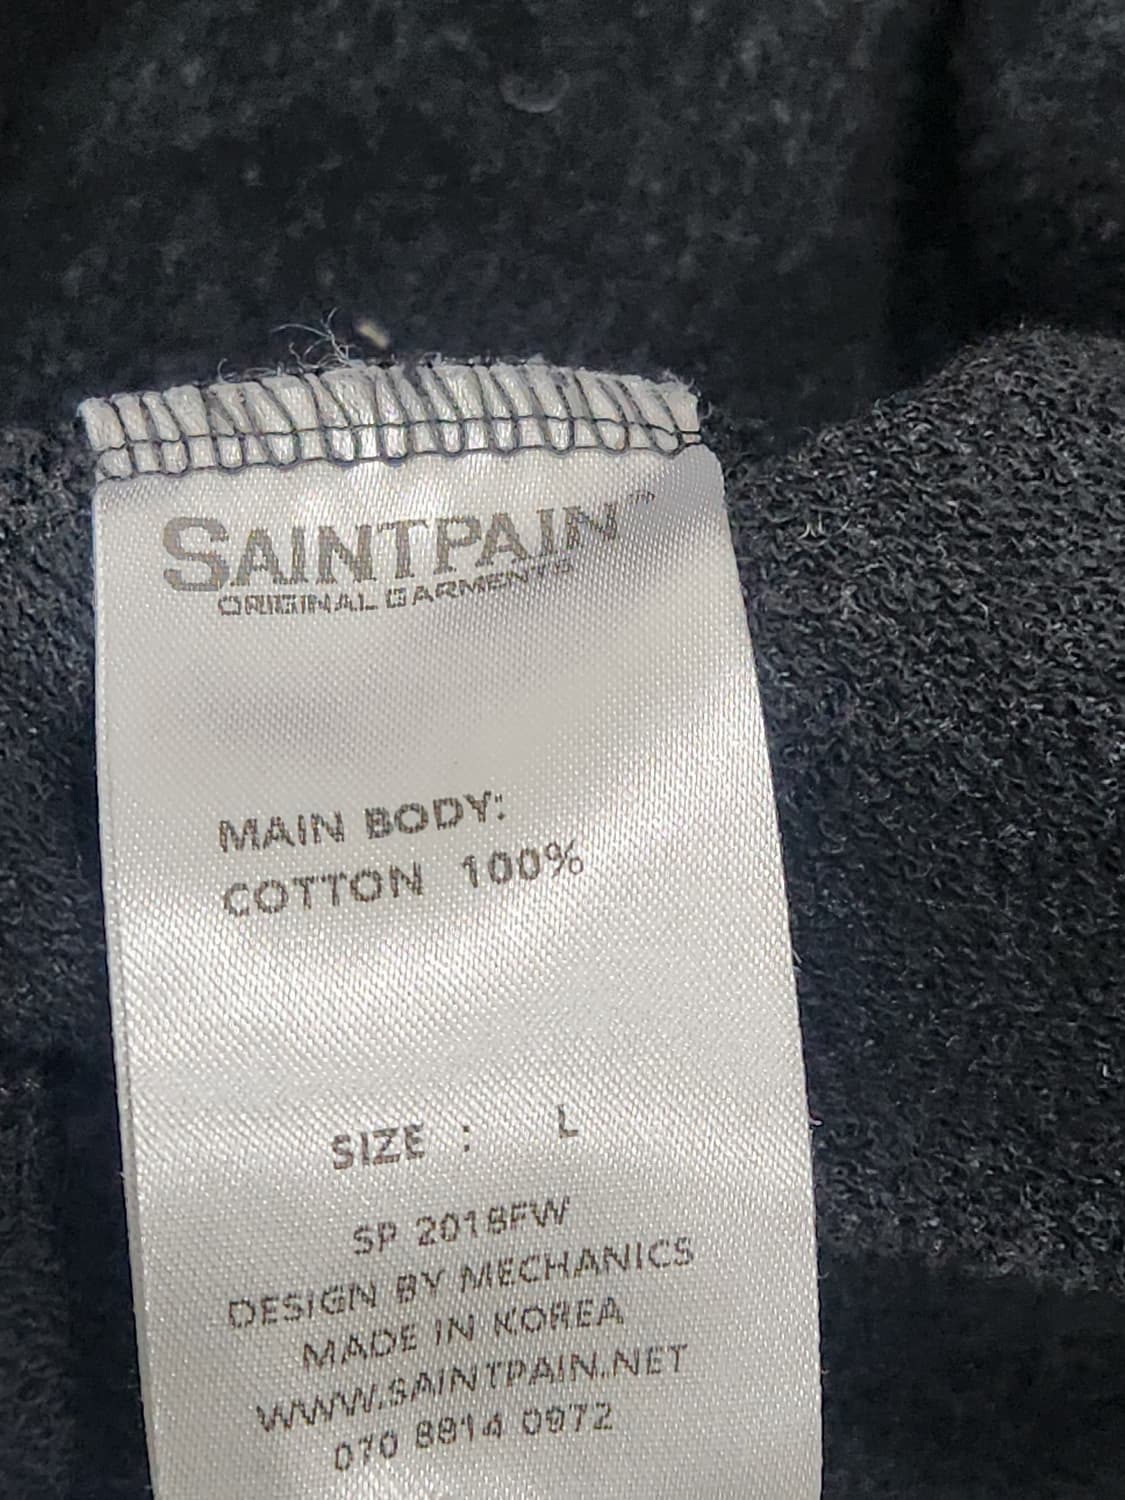 SAINTPAIN™
ORIGINAL GARMENTS
MAIN BODY:
COTTON 100%
SIZE : L
SP 2018FW
DESIGN BY MECHANICS
MADE IN KOREA
WWW.SAINTPAIN.NET
070 8814 0972